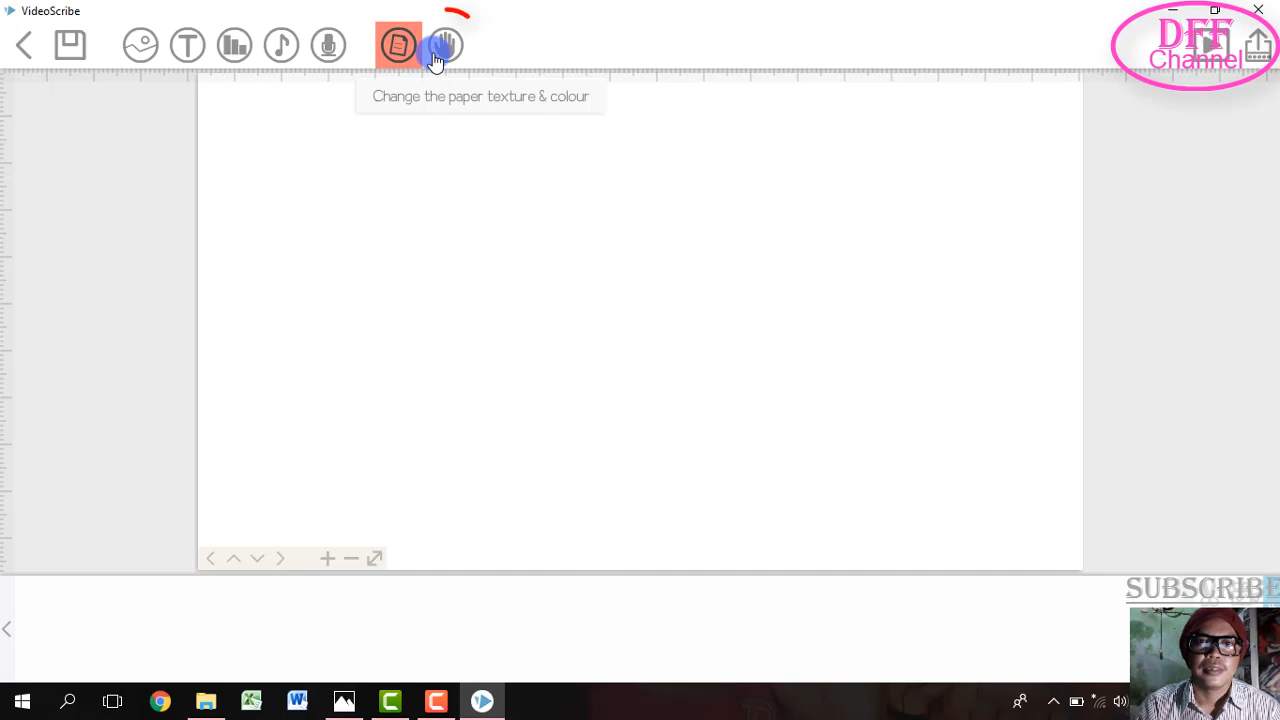 VideoScribe
DFF
Channel
Change the paper texture & colour
SUBSCRIBE